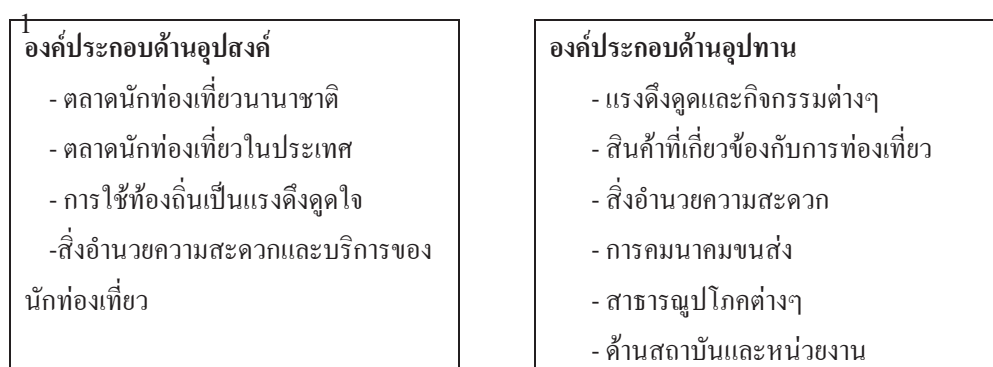 1
องค์ประกอบด้านอุปสงค์
- ตลาดนักท่องเที่ยวนานาชาติ
- ตลาดนักท่องเที่ยวในประเทศ
- การใช้ท้องถิ่นเป็นแรงดึงดูดใจ
-สิ่งอำนวยความสะดวกและบริการของ
นักท่องเที่ยว
องค์ประกอบด้านอุปทาน
- แรงดึงดูดและกิจกรรมต่างๆ
- สินค้าที่เกี่ยวข้องกับการท่องเที่ยว
- สิ่งอำนวยความสะดวก
- การคมนาคมขนส่ง
- สาธารณูปโภคต่างๆ
- ด้านสถาบันและหน่วยงาน